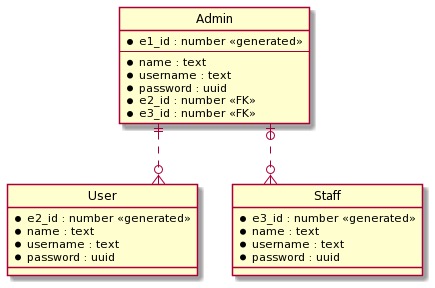 Admin
e1_id : number «generated»
name : text
username : text
password : uuid
e2_id : number «FK»
e3_id : number «FK»
User
e2_id : number «generated»
name : text
username : text
password : uuid
Staff
e3_id : number «generated»
name : text
username : text
password : uuid